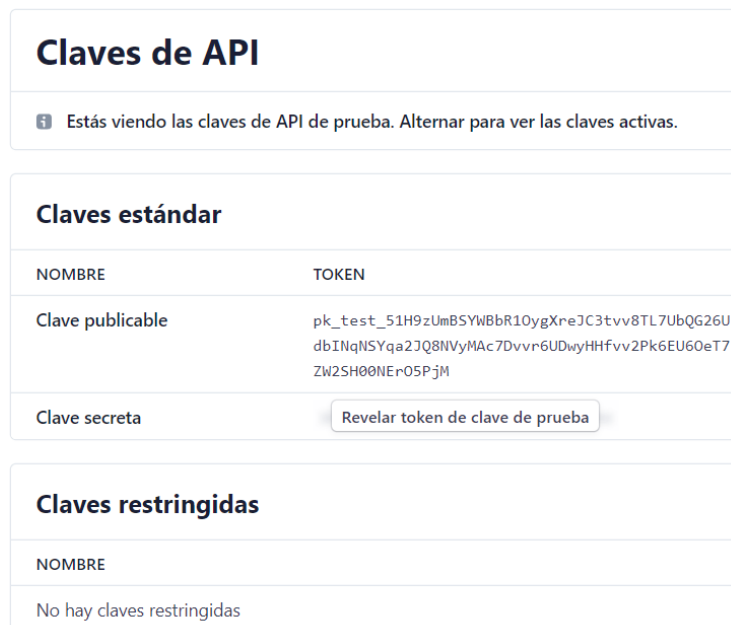 Claves de API
Estás viendo las claves de API de prueba. Alternar para ver las claves activas.
Claves estándar
NOMBRE TOKEN
Clave publicable pk_test_51H9zUmBSYWBbR1OygXreJC3tvv8TL7UbQG26U
dbINqNSYqa2JQ8NVyMAc7Dvvr6UDwyHHfvv2Pk6EU6OeT7
ZW2SH00NErO5PjM
Clave secreta Revelar token de clave de prueba
Claves restringidas
NOMBRE
No hay claves restringidas